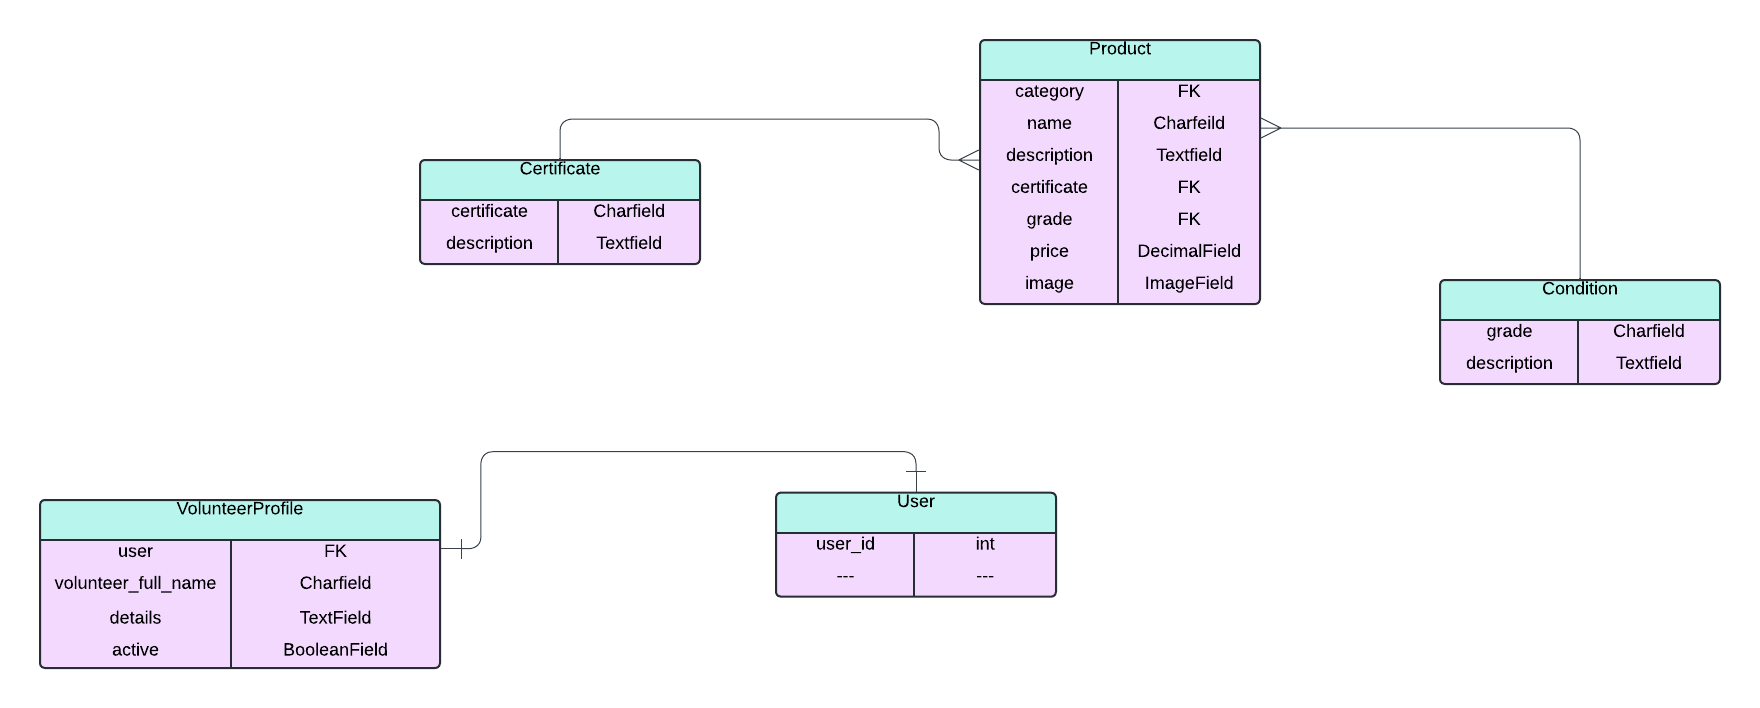 Product
category FK
name Charfeild
description Textfield
certificate FK
grade FK
price DecimalField
image ImageField
Certificate
certificate Charfield
description Textfield
Condition
grade Charfield
description Textfield
VolunteerProfile
user FK
volunteer_full_name Charfield
details TextField
active BooleanField
User
user_id int
--- ---